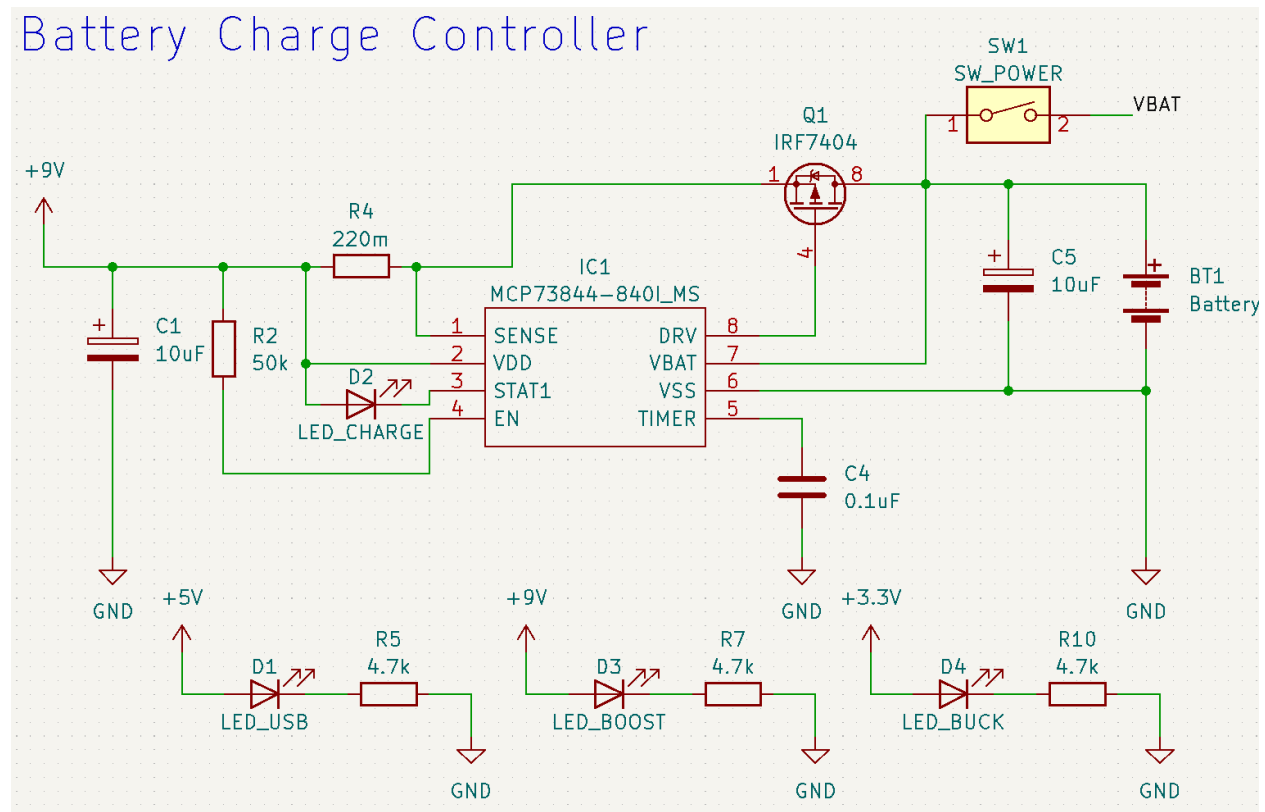 Battery Charge Controller
SW1
SW_POWER
1
2
VBAT
Q1
IRF7404
1
8
4
+9V
R4
220m
IC1
MCP73844-840I_MS
C1
10uF
R2
50k
D2
LED_CHARGE
1
2
3
4
SENSE
VDD
STAT1
EN
DRV
VBAT
VSS
TIMER
8
7
6
5
C5
10uF
BT1
Battery
C4
0.1uF
GND
GND
GND
+5V
D1
LED_USB
R5
4.7k
GND
+9V
D3
LED_BOOST
R7
4.7k
GND
+3.3V
D4
LED_BUCK
R10
4.7k
GND